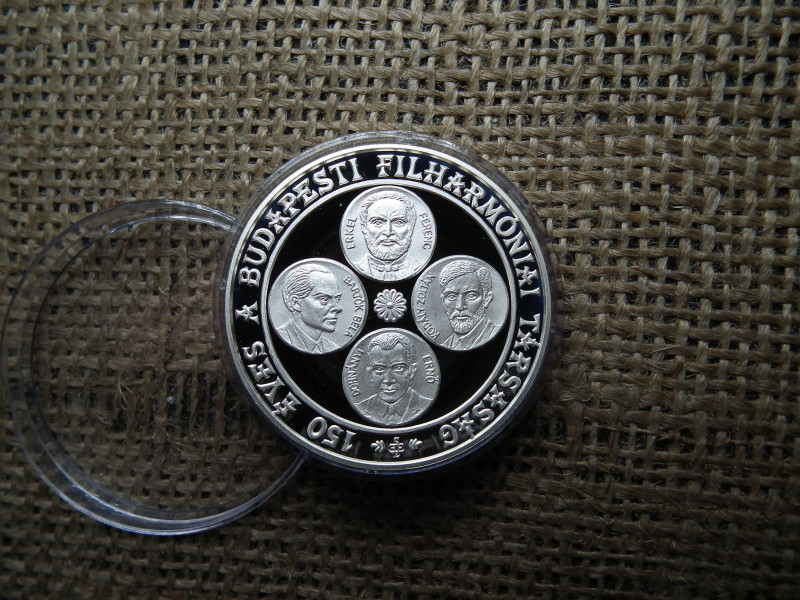 150 ÉVES A BUDAPESTI FILHARMÓNIAI TÁRSASÁG
ERKEL FERENC
BARTÓK BÉLA
KODÁLY ZOLTÁN
DOHNÁNYI ERNŐ